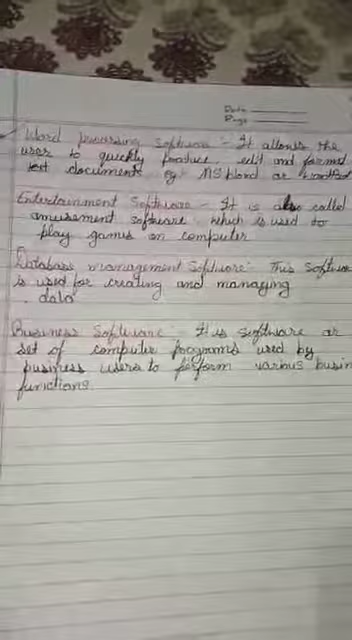 Date
Page
Word processing Software - It allows the
user to quickly produce edit and format
text documents eg MS Word or
Entertainment Software - It is also called
amusement software which is used to
play games on computer
Database management Software - This Software
is used for creating and managing
data
Business Software - It is software or
set of computer programs used by
business users to perform various busin
functions